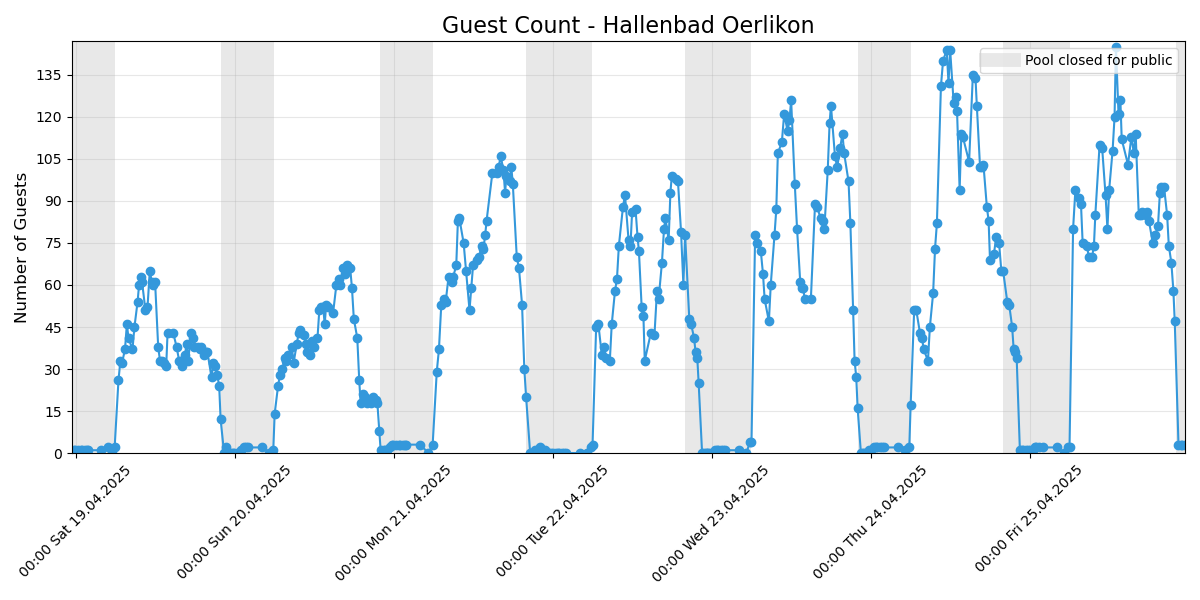 Guest Count - Hallenbad Oerlikon
Pool closed for public
Number of Guests
135
120
105
90
75
60
45
30
15
0
00:00 Sat 19.04.2025
00:00 Sun 20.04.2025
00:00 Mon 21.04.2025
00:00 Tue 22.04.2025
00:00 Wed 23.04.2025
00:00 Thu 24.04.2025
00:00 Fri 25.04.2025